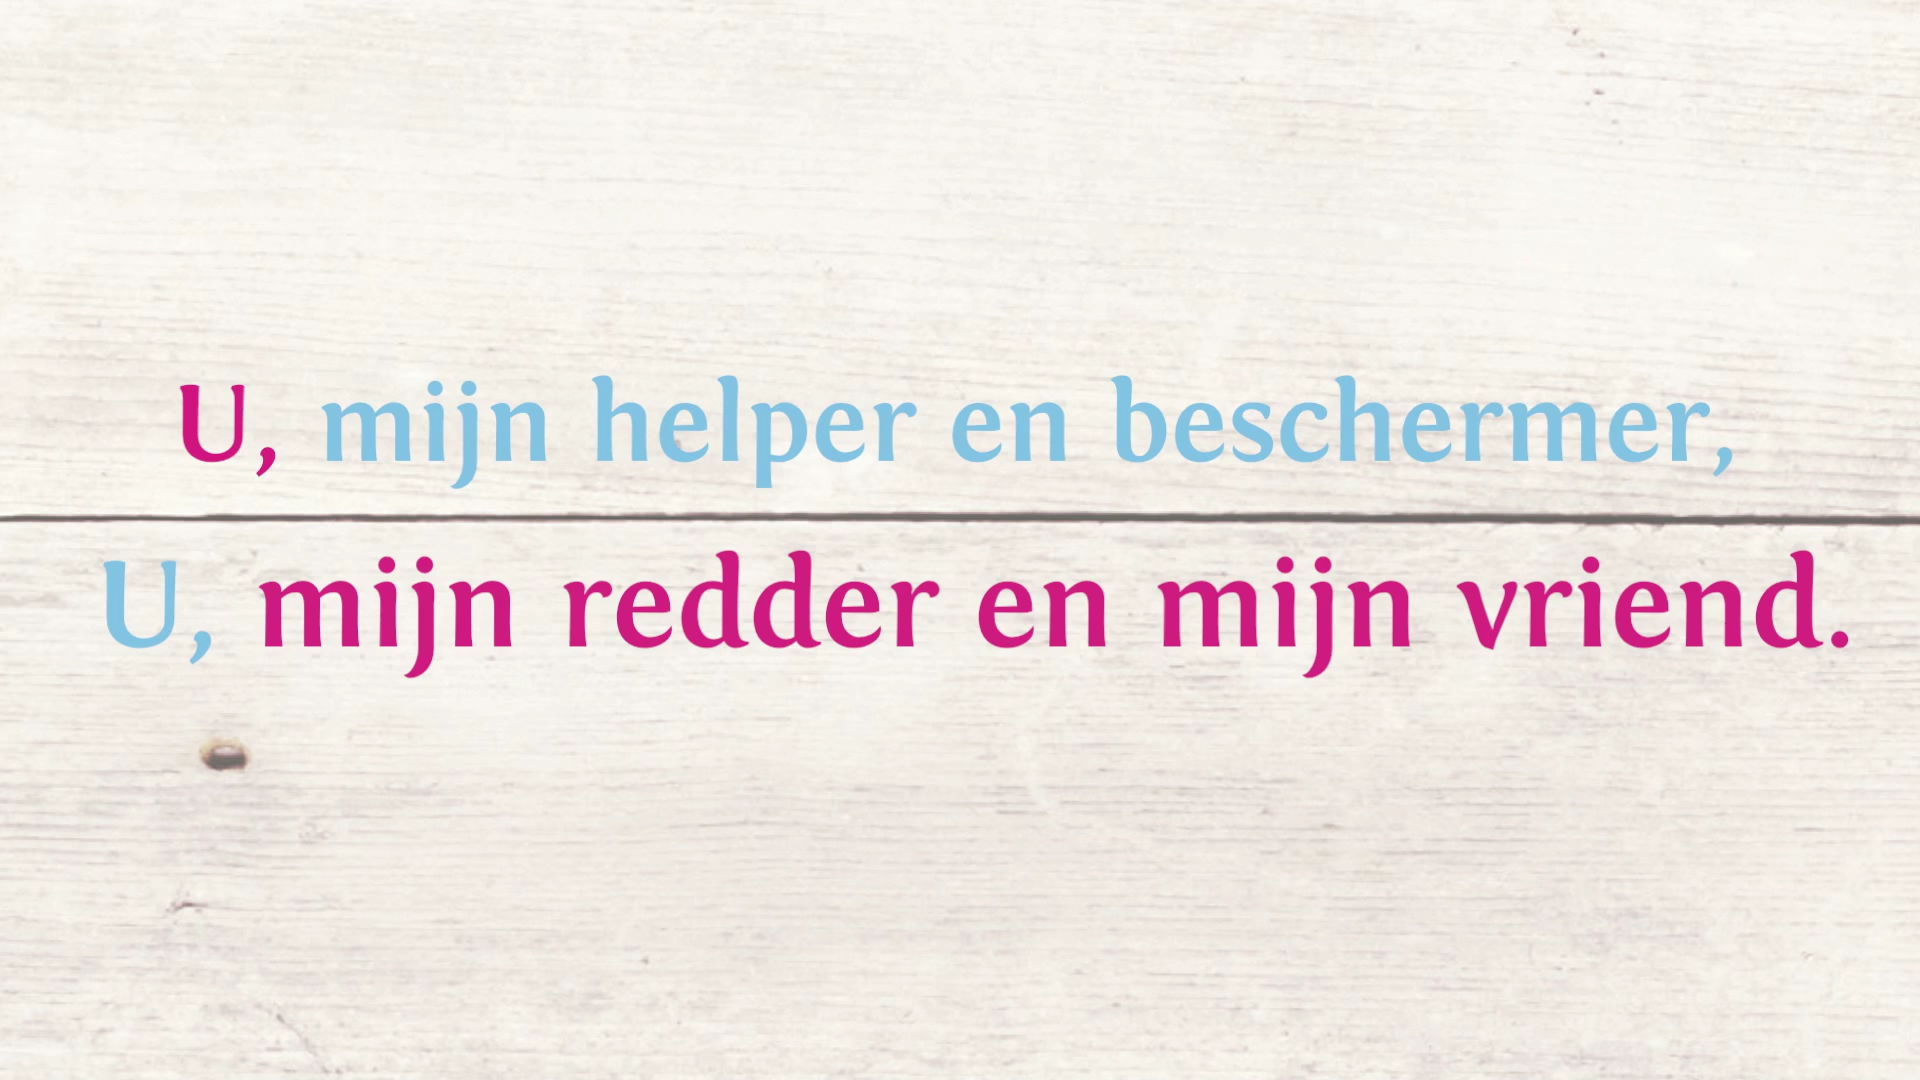 U, mijn helper en beschermer,
U, mijn redder en mijn vriend.